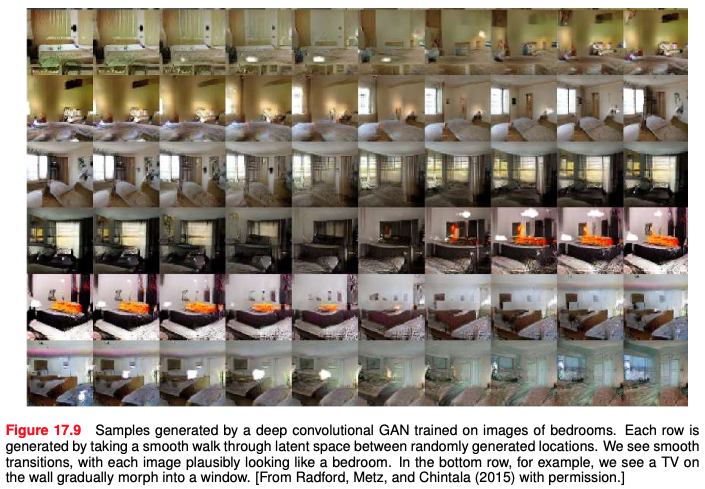 Figure 17.9 Samples generated by a deep convolutional GAN trained on images of bedrooms. Each row is
generated by taking a smooth walk through latent space between randomly generated locations. We see smooth
transitions, with each image plausibly looking like a bedroom. In the bottom row, for example, we see a TV on
the wall gradually morph into a window. [From Radford, Metz, and Chintala (2015) with permission.]